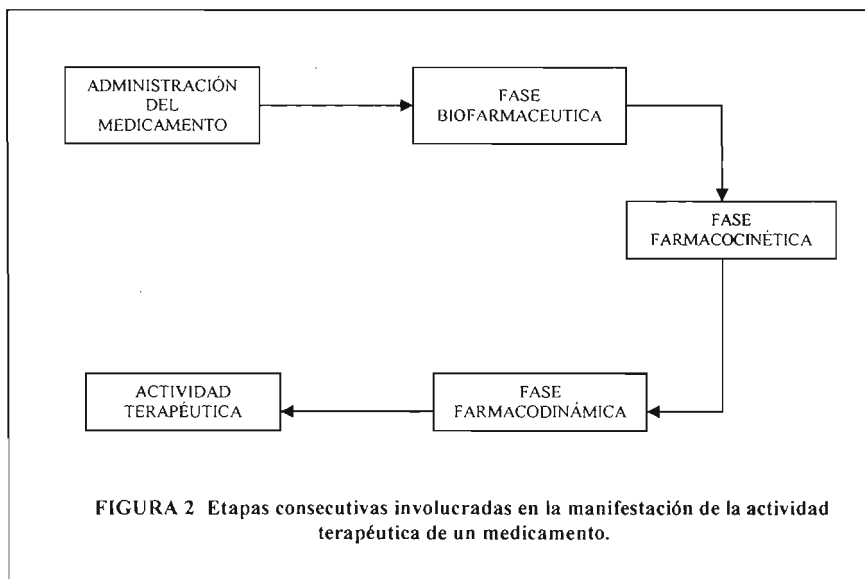 ADMINISTRACIÓN
DEL
MEDICAMENTO
FASE
BIOFARMACEUTICA
FASE
FARMACOCINÉTICA
FASE
FARMACODINÁMICA
ACTIVIDAD
TERAPÉUTICA
FIGURA 2 Etapas consecutivas involucradas en la manifestación de la actividad
terapéutica de un medicamento.